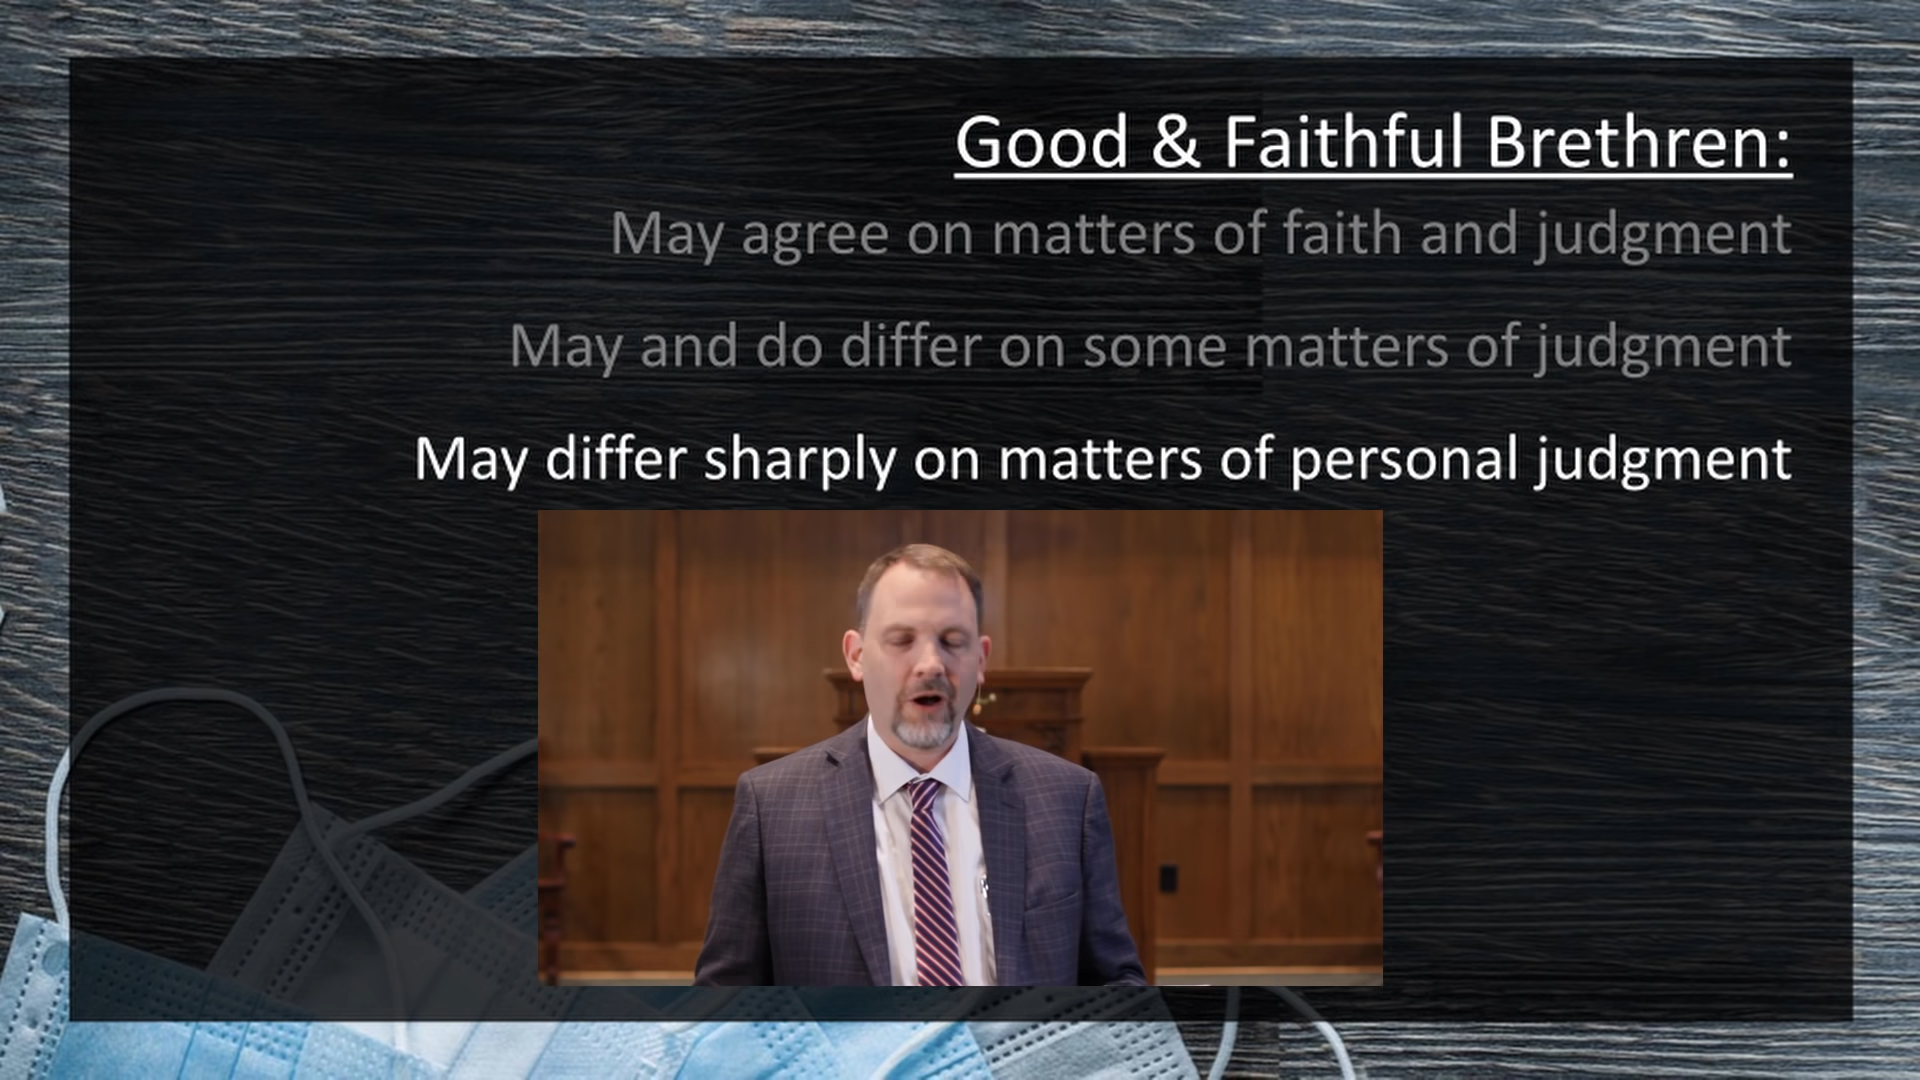 Good & Faithful Brethren:
May agree on matters of faith and judgment
May and do differ on some matters of judgment
May differ sharply on matters of personal judgment